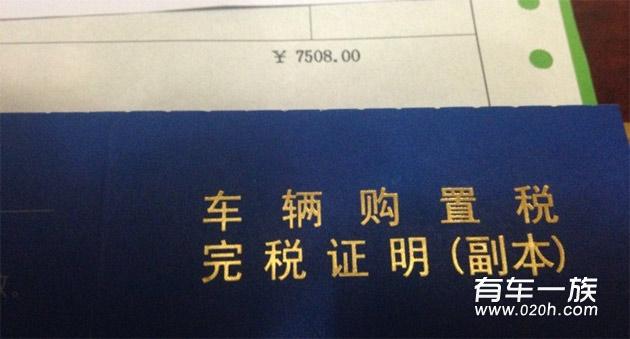 ¥ 7508.00
车辆购置税
完税证明(副本)
有车一族
www.020h.com